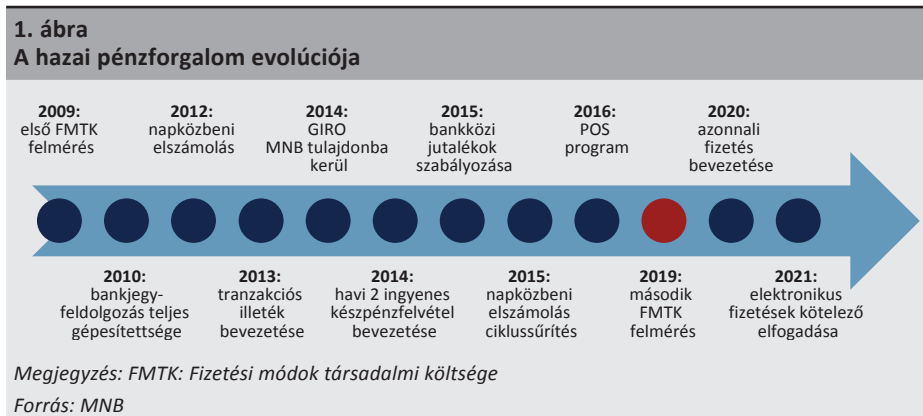 1. ábra
A hazai pénzforgalom evolúciója
2009:
első FMTK
felmérés
2012:
napközbeni
elszámolás
2014:
GIRO
MNB tulajdonba
kerül
2015:
bankközi
jutalékok
szabályozása
2016:
POS
program
2020:
azonnali
fizetés
bevezetése
2010:
bankjegy-
feldolgozás teljes
gépesítettsége
2013:
tranzakciós
illeték
bevezetése
2014:
havi 2 ingyenes
készpénzfelvétel
bevezetése
2015:
napközbeni
elszámolás
ciklussűrítés
2019:
második
FMTK
felmérés
2021:
elektronikus
fizetések kötelező
elfogadása
Megjegyzés: FMTK: Fizetési módok társadalmi költsége
Forrás: MNB